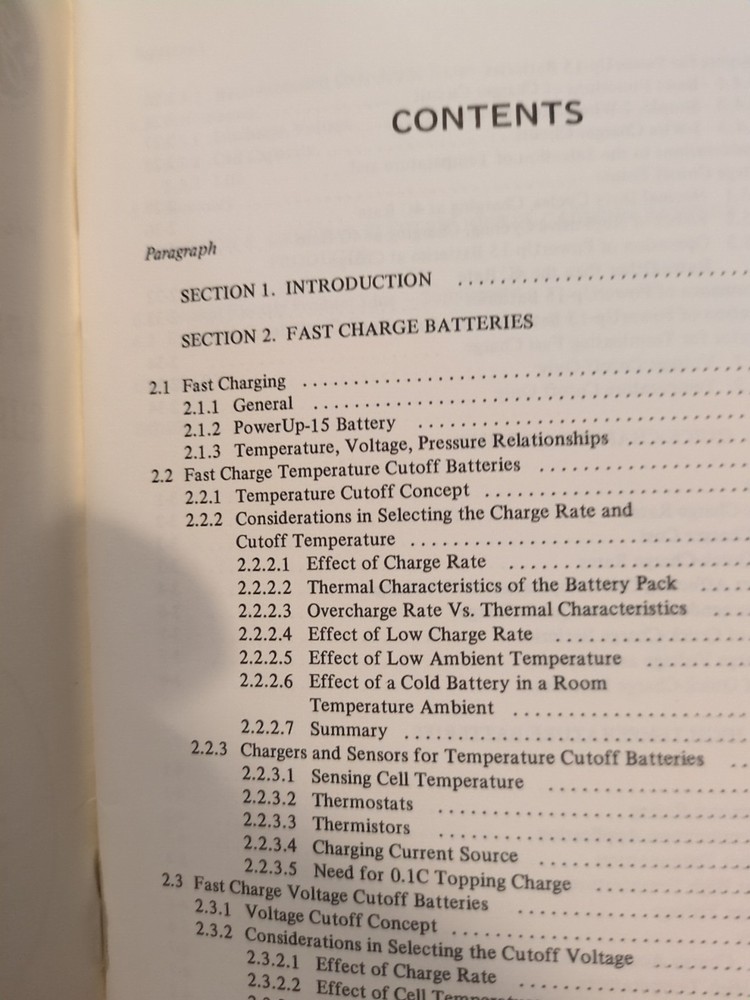 CONTENTS
Paragraph
SECTION 1. INTRODUCTION ....................
SECTION 2. FAST CHARGE BATTERIES
2.1 Fast Charging ....................
2.1.1 General ....................
2.1.2 PowerUp-15 Battery ....................
2.1.3 Temperature, Voltage, Pressure Relationships ..........
2.2 Fast Charge Temperature Cutoff Batteries ....................
2.2.1 Temperature Cutoff Concept ....................
2.2.2 Considerations in Selecting the Charge Rate and
Cutoff Temperature ....................
2.2.2.1 Effect of Charge Rate ....................
2.2.2.2 Thermal Characteristics of the Battery Pack .....
2.2.2.3 Overcharge Rate Vs. Thermal Characteristics ....
2.2.2.4 Effect of Low Charge Rate ....................
2.2.2.5 Effect of Low Ambient Temperature ..........
2.2.2.6 Effect of a Cold Battery in a Room
Temperature Ambient ....................
2.2.2.7 Summary ....................
2.2.3 Chargers and Sensors for Temperature Cutoff Batteries ..
2.2.3.1 Sensing Cell Temperature ....................
2.2.3.2 Thermostats ....................
2.2.3.3 Thermistors ....................
2.2.3.4 Charging Current Source ....................
2.2.3.5 Need for 0.1C Topping Charge ...............
2.3 Fast Charge Voltage Cutoff Batteries ....................
2.3.1 Voltage Cutoff Concept ....................
2.3.2 Considerations in Selecting the Cutoff Voltage ..........
2.3.2.1 Effect of Charge Rate ....................
2.3.2.2 Effect of Cell